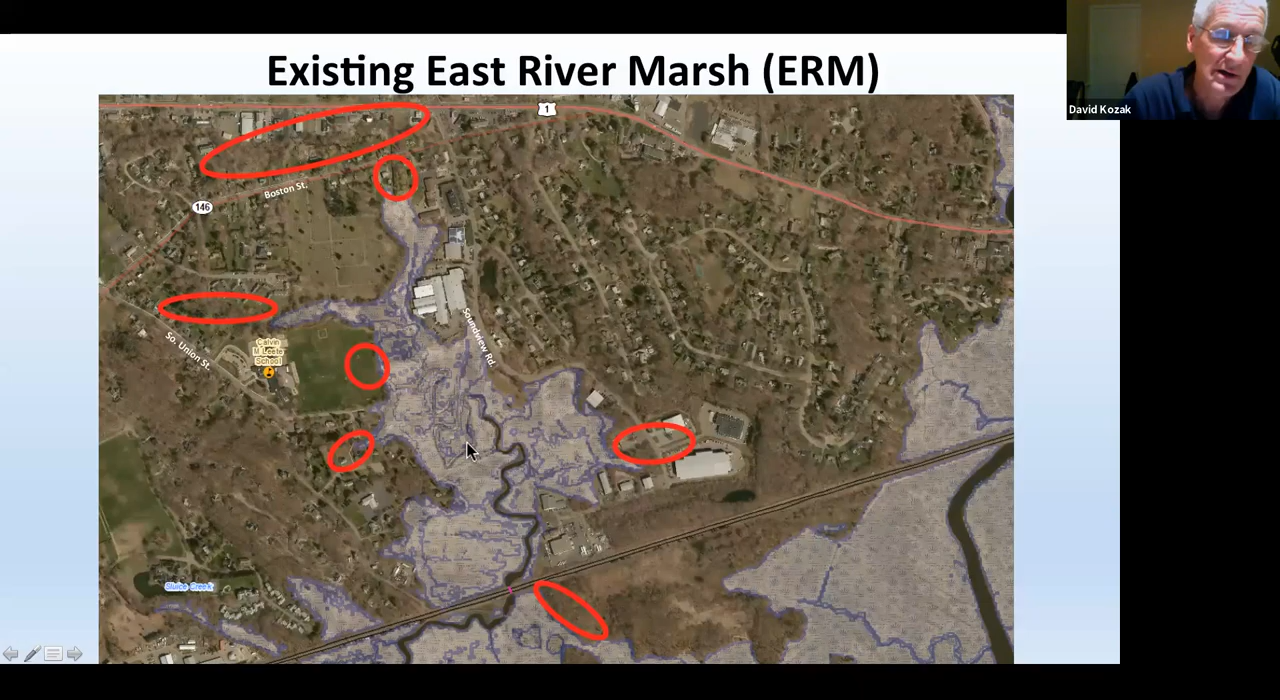 Existing East River Marsh (ERM)
David Kozak
1
Boston St.
146
Soundview Rd.
So. Union St.
Calvin
M Leete
School
Sluice Creek